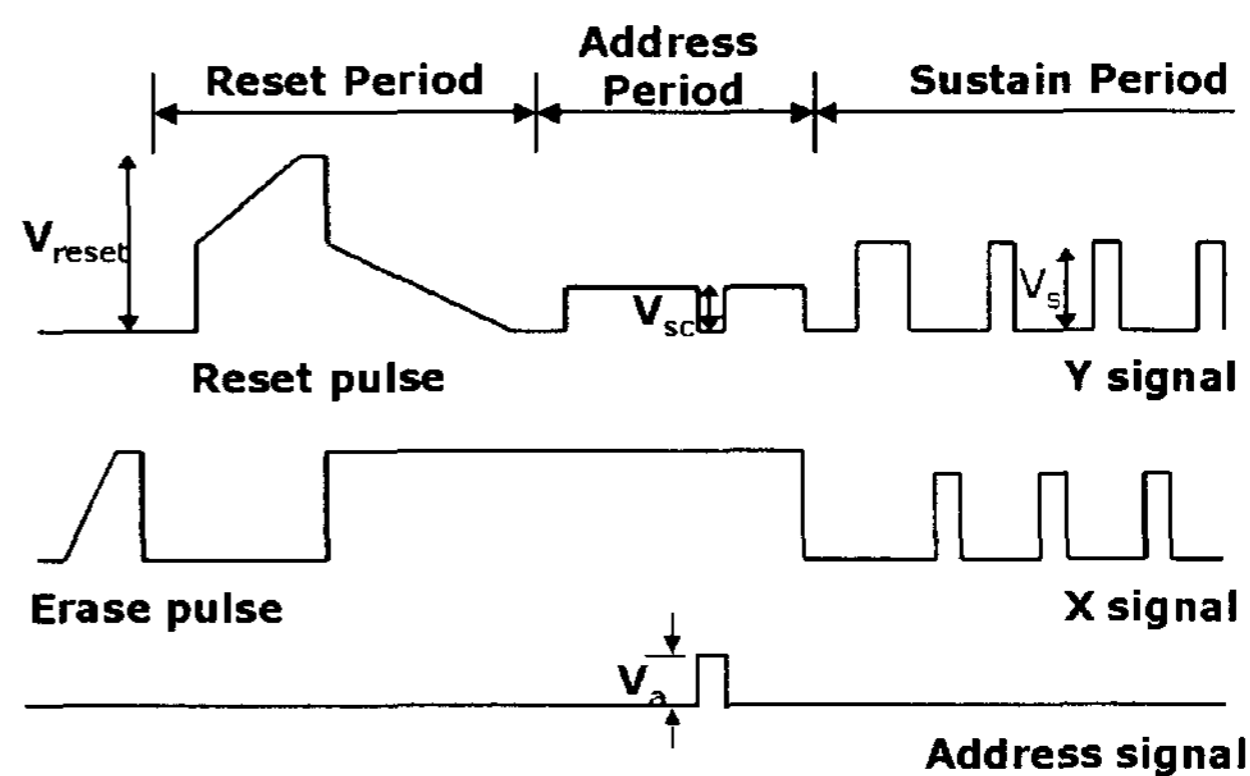 Reset Period
Address
Period
Sustain Period
Vreset
Vsc
Vs
Reset pulse
Y signal
Erase pulse
X signal
Va
Address signal